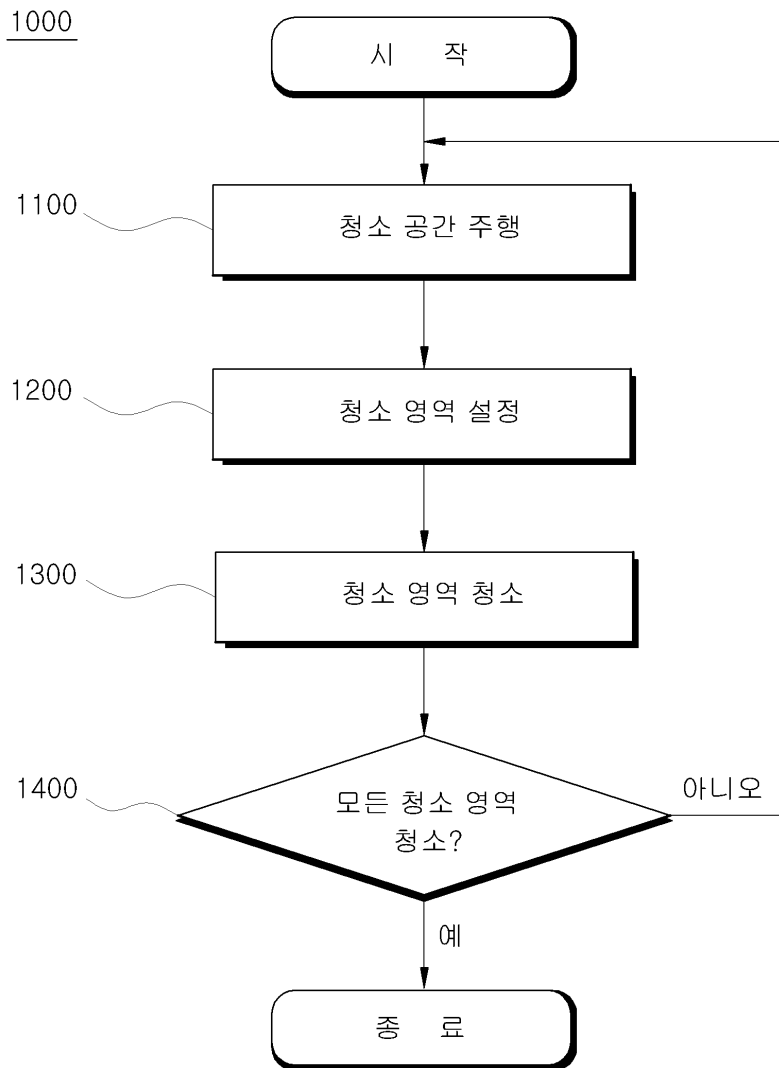 1000
시 작
1100
청소 공간 주행
1200
청소 영역 설정
1300
청소 영역 청소
1400
모든 청소 영역
청소?
아니오
예
종 료